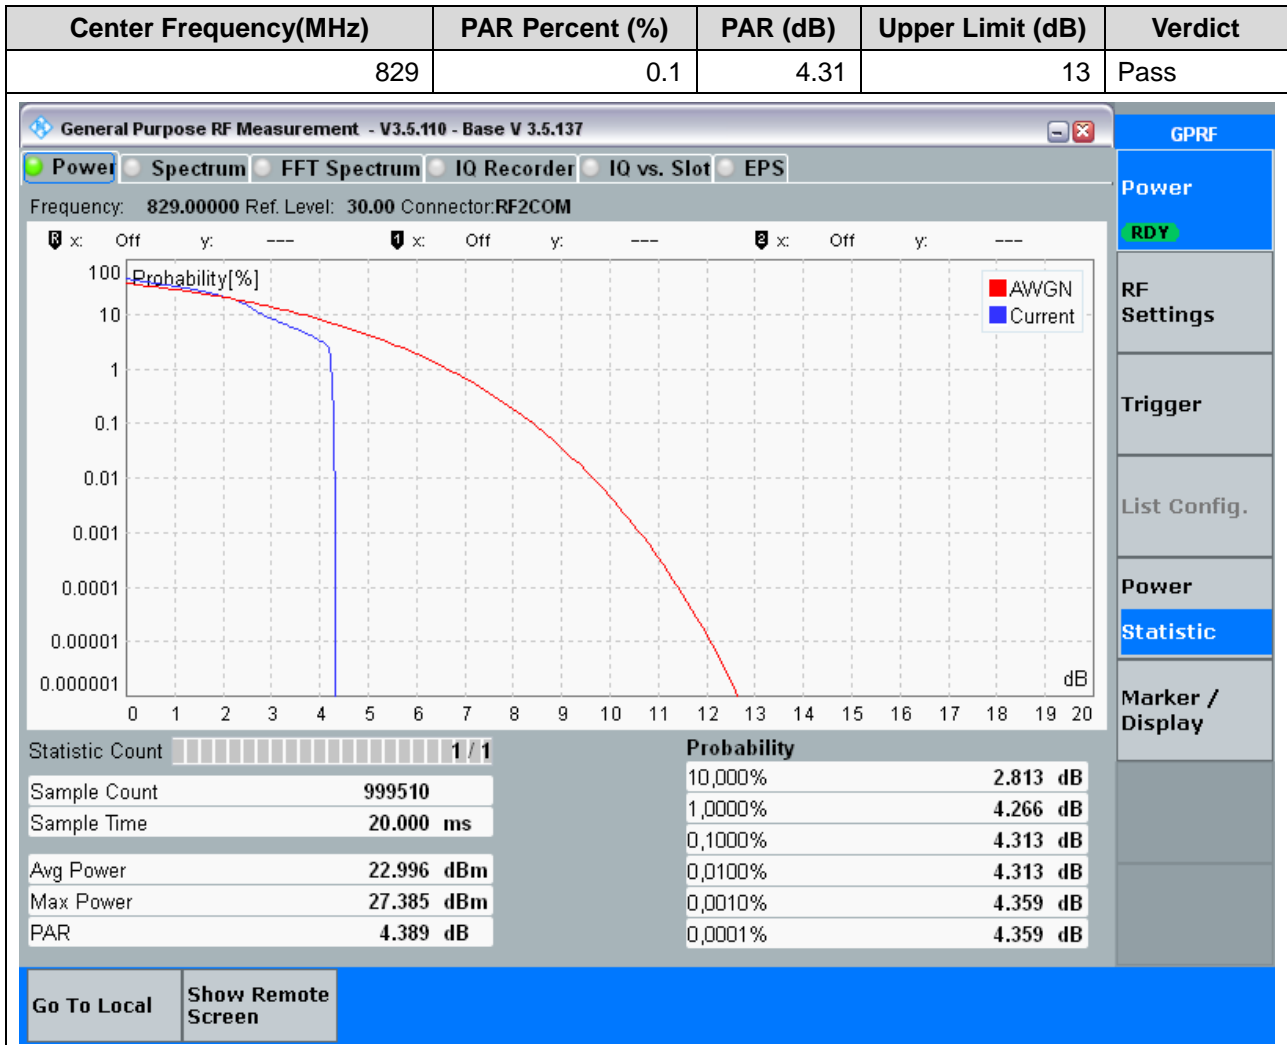 Center Frequency(MHz) PAR Percent (%) PAR (dB) Upper Limit (dB) Verdict
829 0.1 4.31 13 Pass
General Purpose RF Measurement - V3.5.110 - Base V 3.5.137
GPRF
Power Spectrum FFT Spectrum IQ Recorder IQ vs. Slot EPS
Frequency: 829.00000 Ref. Level: 30.00 Connector:RF2COM
R x: Off y: --- 1 x: Off y: --- 2 x: Off y: ---
Probability[%]
AWGN
Current
100
10
1
0.1
0.01
0.001
0.0001
0.00001
0.000001
dB
0 1 2 3 4 5 6 7 8 9 10 11 12 13 14 15 16 17 18 19 20
Statistic Count 1 / 1
Sample Count 999510
Sample Time 20.000 ms
Avg Power 22.996 dBm
Max Power 27.385 dBm
PAR 4.389 dB
Probability
10,000% 2.813 dB
1,0000% 4.266 dB
0,1000% 4.313 dB
0,0100% 4.313 dB
0,0010% 4.359 dB
0,0001% 4.359 dB
Power
RDY
RF
Settings
Trigger
List Config.
Power
Statistic
Marker /
Display
Go To Local
Show Remote
Screen